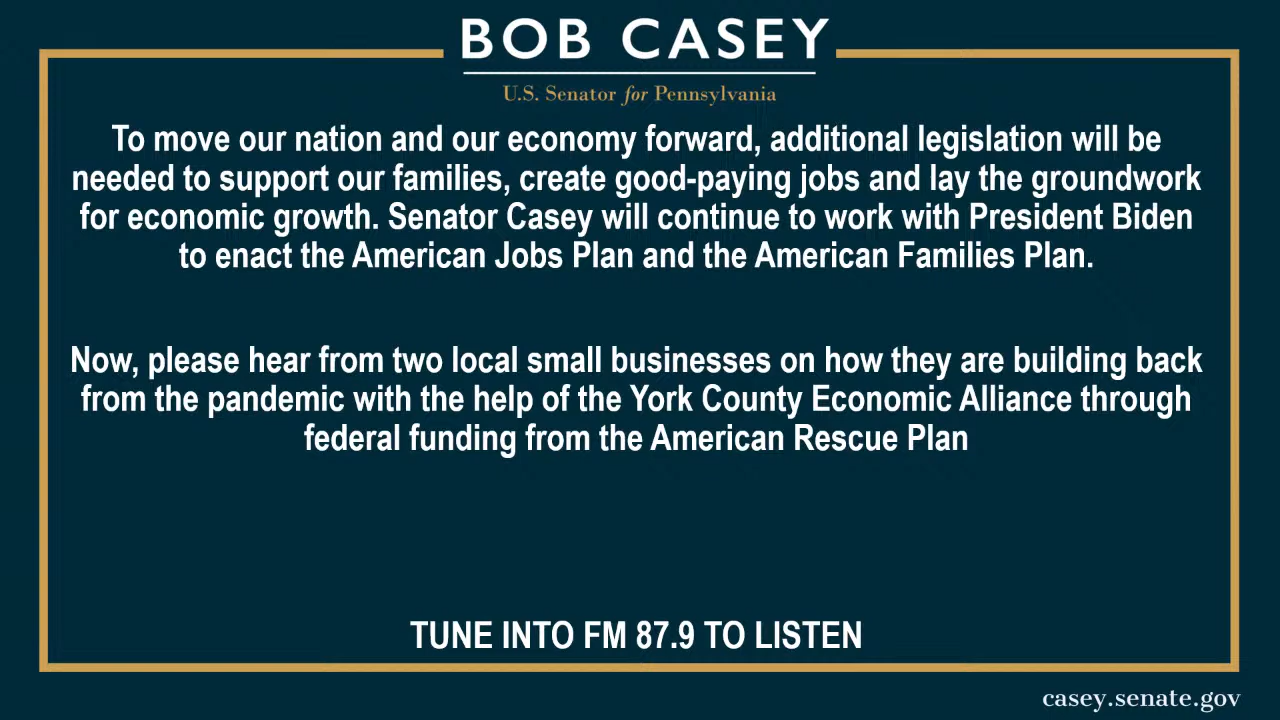 BOB CASEY
U.S. Senator for Pennsylvania
To move our nation and our economy forward, additional legislation will be
needed to support our families, create good-paying jobs and lay the groundwork
for economic growth. Senator Casey will continue to work with President Biden
to enact the American Jobs Plan and the American Families Plan.
Now, please hear from two local small businesses on how they are building back
from the pandemic with the help of the York County Economic Alliance through
federal funding from the American Rescue Plan
TUNE INTO FM 87.9 TO LISTEN
casey.senate.gov